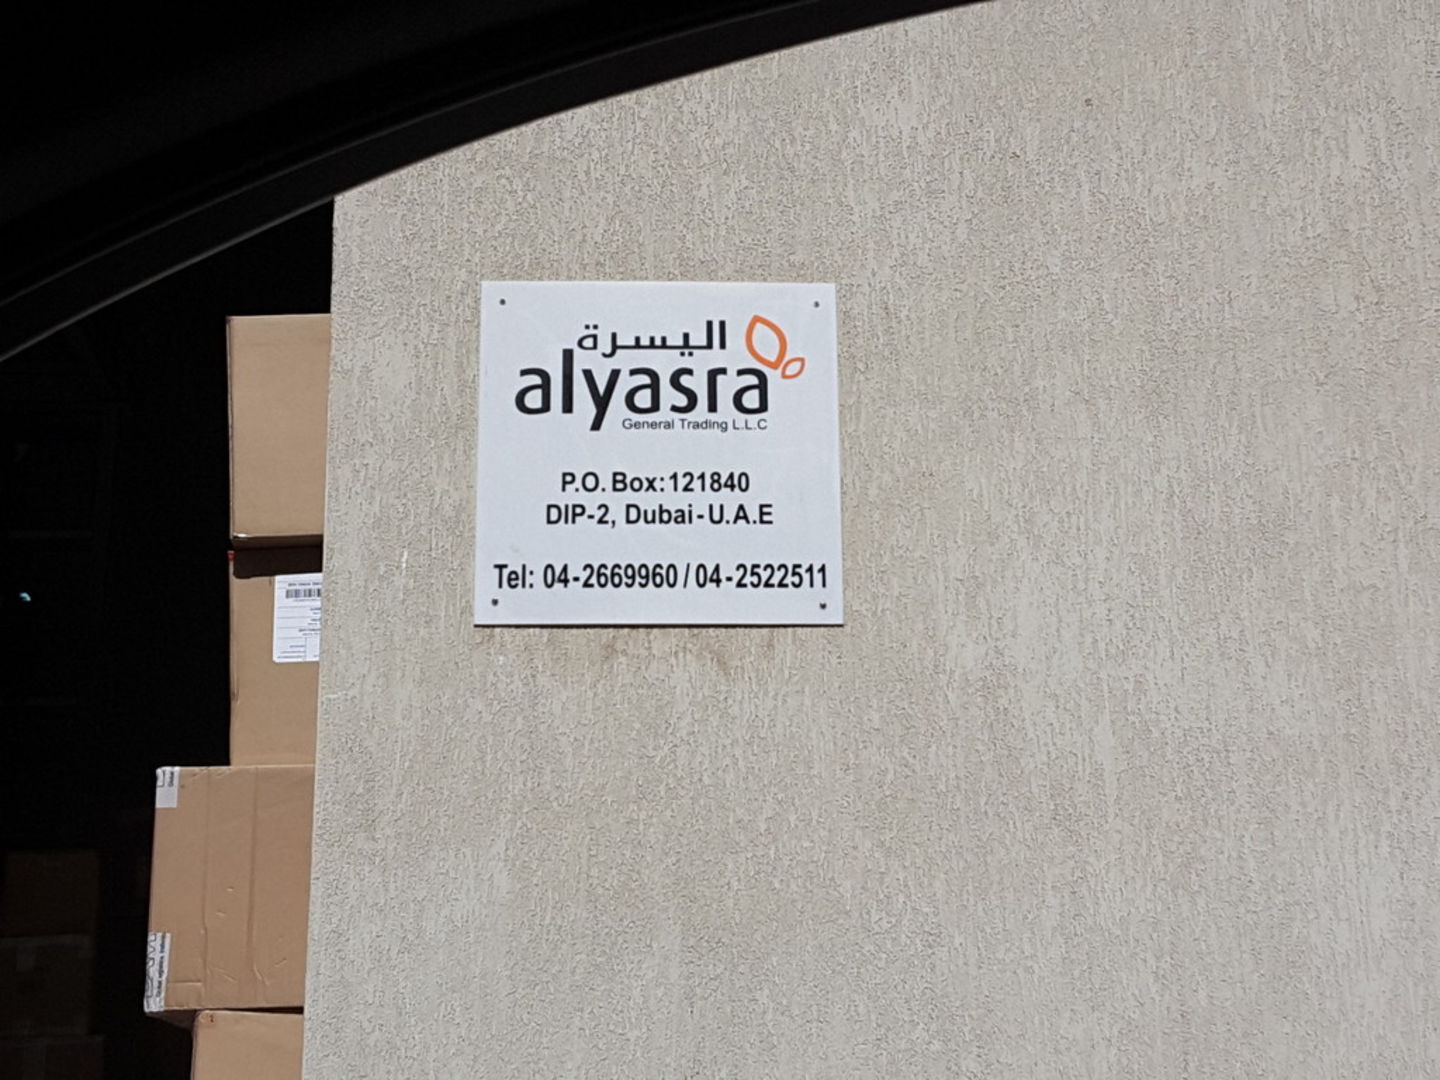 اليسرة
alyasra
General Trading L.L.C
P.O. Box:121840
DIP-2, Dubai-U.A.E
Tel: 04-2669960/04-2522511